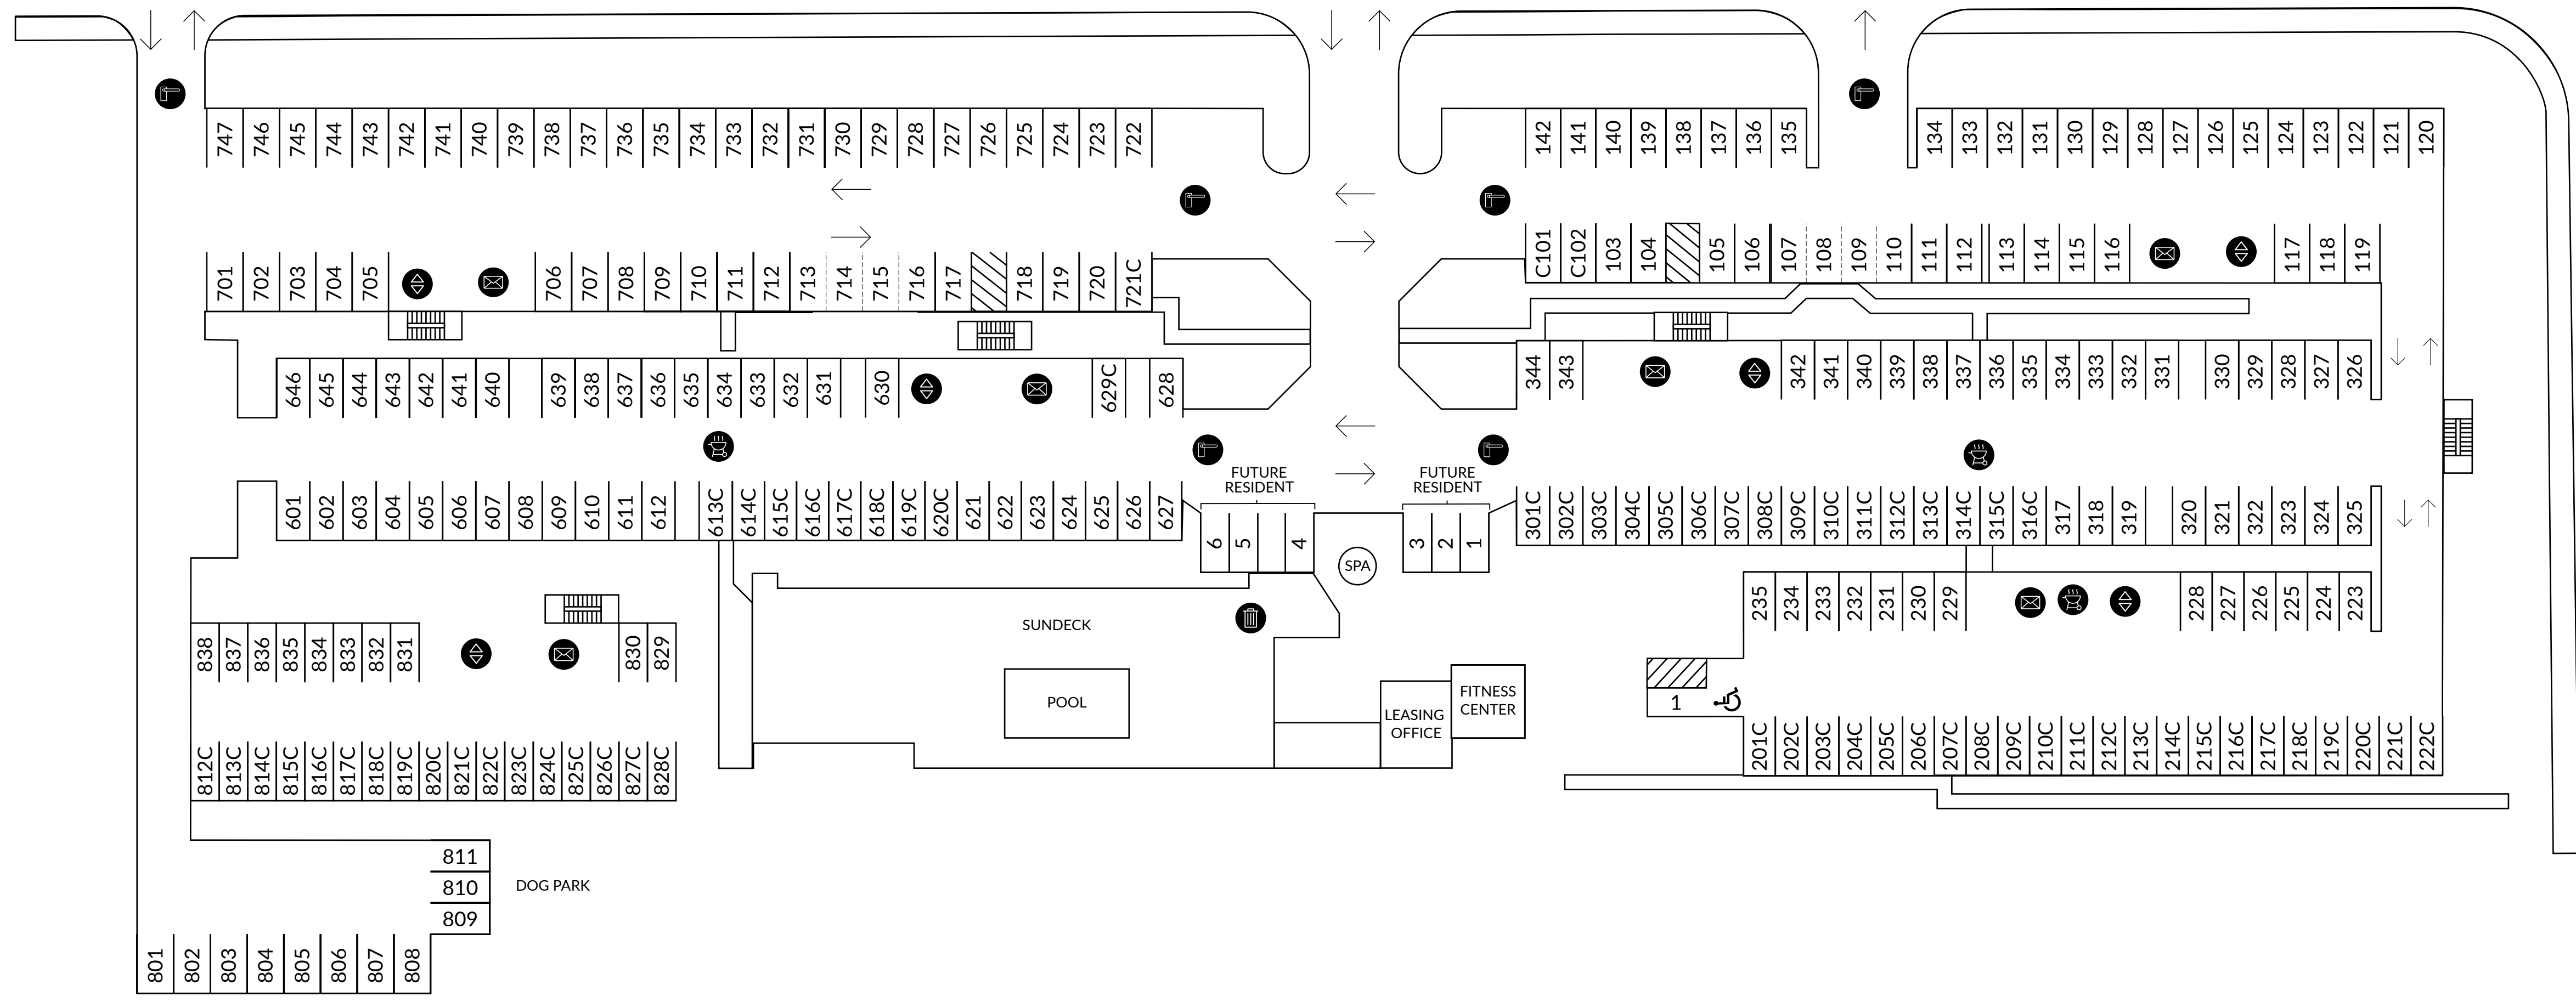 747 746 745 744 743 742 741 740 739 738 737 736 735 734 733 732 731 730 729 728 727 726 725 724 723 722
142 141 140 139 138 137 136 135
134 133 132 131 130 129 128 127 126 125 124 123 122 121 120
701 702 703 704 705
706 707 708 709 710 711 712 713 714 715 716 717
718 719 720 721C
C101 C102 103 104
105 106 107 108 109 110 111 112 113 114 115 116
117 118 119
646 645 644 643 642 641 640
639 638 637 636 635 634 633 632 631
630
629C
628
344 343
342 341 340 339 338 337 336 335 334 333 332 331
330 329 328 327 326
601 602 603 604 605 606 607 608 609 610 611 612
613C 614C 615C 616C 617C 618C 619C 620C 621 622 623 624 625 626 627
FUTURE
RESIDENT
6 5 4
FUTURE
RESIDENT
3 2 1
301C 302C 303C 304C 305C 306C 307C 308C 309C 310C 311C 312C 313C 314C 315C 316C 317 318 319
320 321 322 323 324 325
SPA
235 234 233 232 231 230 229
228 227 226 225 224 223
838 837 836 835 834 833 832 831
830 829
SUNDECK
POOL
LEASING
OFFICE
FITNESS
CENTER
1
812C 813C 814C 815C 816C 817C 818C 819C 820C 821C 822C 823C 824C 825C 826C 827C 828C
201C 202C 203C 204C 205C 206C 207C 208C 209C 210C 211C 212C 213C 214C 215C 216C 217C 218C 219C 220C 221C 222C
811
810
809
DOG PARK
801 802 803 804 805 806 807 808